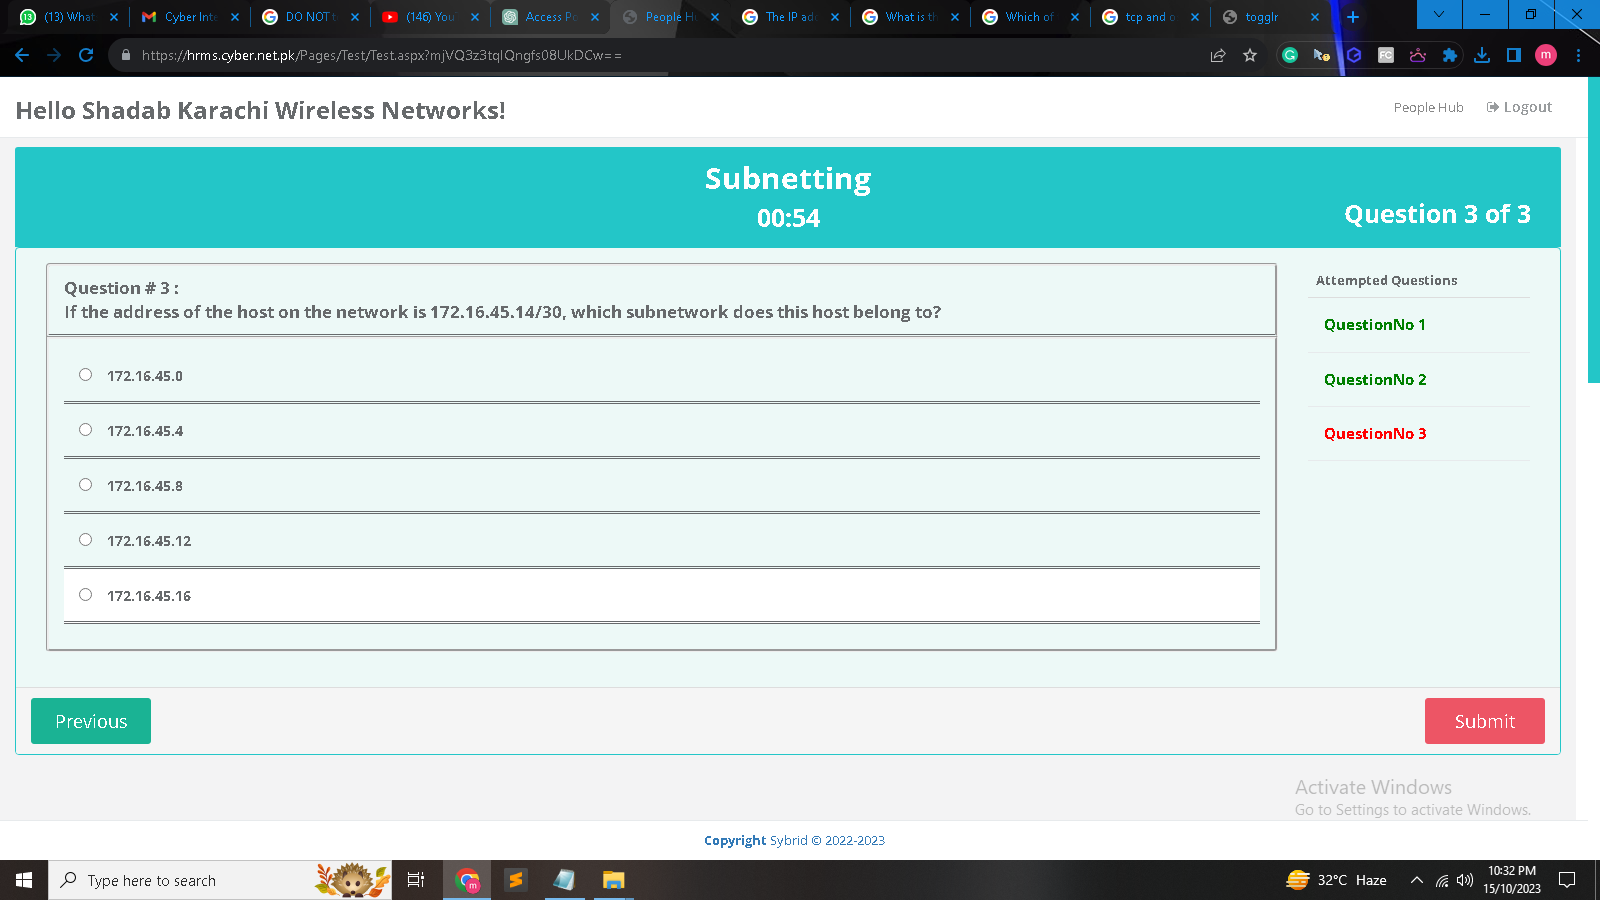 (13) What
Cyber Inte
DO NOT t
(146) You
Access Po
People H
The IP ad
What is th
Which of
tcp and o
togglr
https://hrms.cyber.net.pk/Pages/Test/Test.aspx?mjVQ3z3tqlQngfs08UkDCw==
Hello Shadab Karachi Wireless Networks!
People Hub
Logout
Subnetting
00:54
Question 3 of 3
Question # 3 :
If the address of the host on the network is 172.16.45.14/30, which subnetwork does this host belong to?
172.16.45.0
172.16.45.4
172.16.45.8
172.16.45.12
172.16.45.16
Attempted Questions
QuestionNo 1
QuestionNo 2
QuestionNo 3
Previous
Submit
Activate Windows
Go to Settings to activate Windows.
Copyright Sybrid © 2022-2023
Type here to search
32°C Haze
10:32 PM
15/10/2023